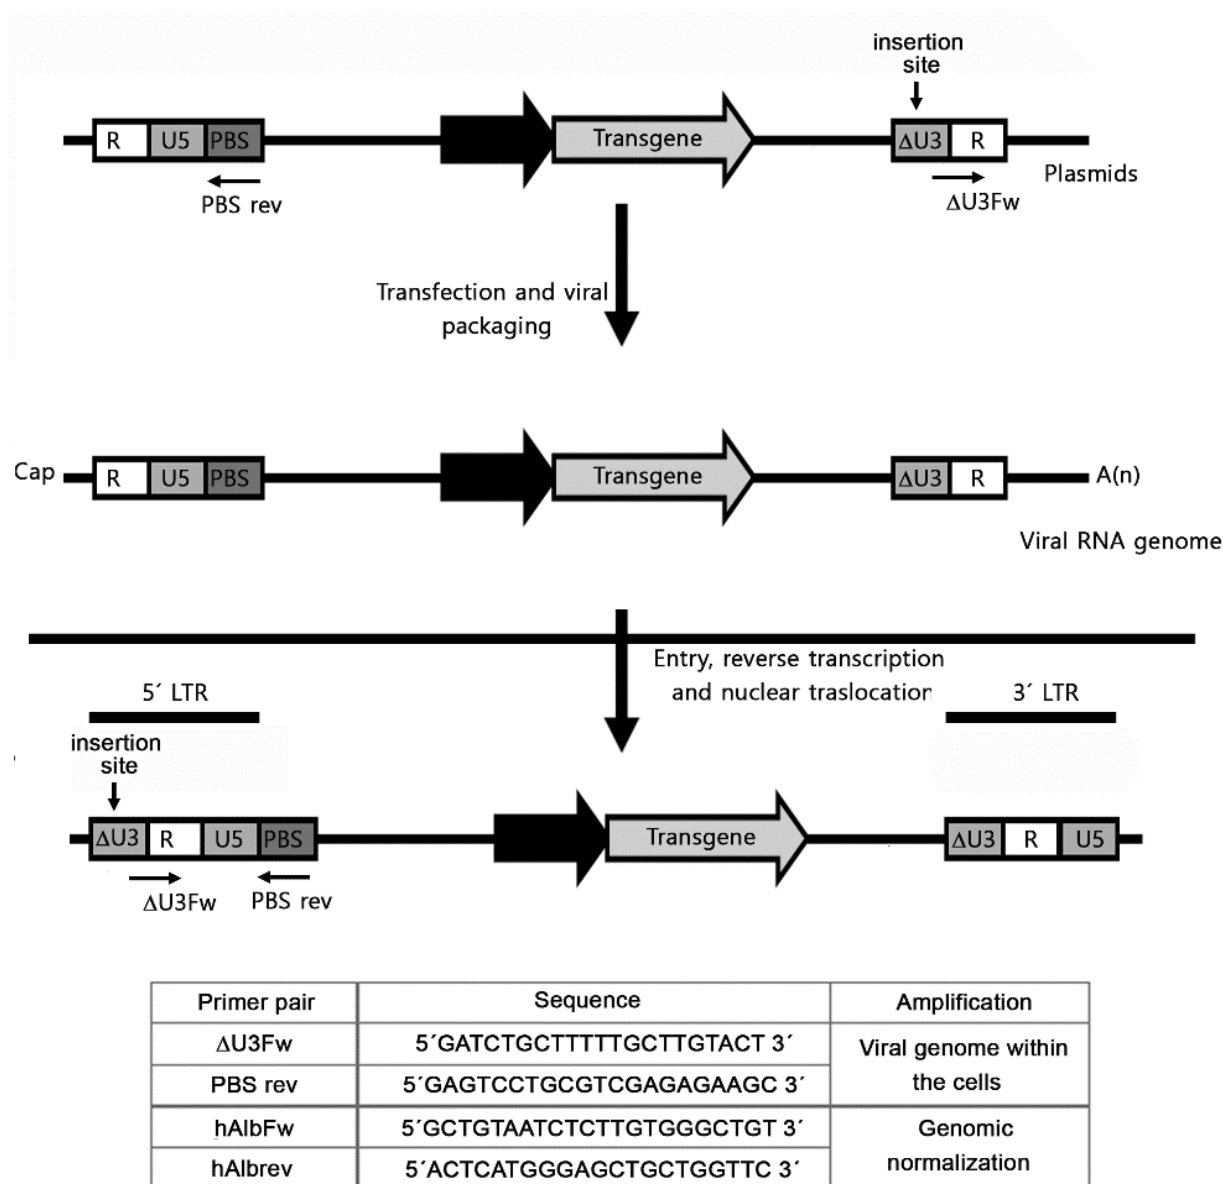 insertion
site
R U5 PBS Transgene ΔU3 R
Plasmids
PBS rev
ΔU3Fw
Transfection and viral
packaging
Cap R U5 PBS Transgene ΔU3 R A(n)
Viral RNA genome
Entry, reverse transcription
and nuclear traslocation
5´ LTR
3´ LTR
insertion
site
ΔU3 R U5 PBS Transgene ΔU3 R U5
ΔU3Fw
PBS rev
Primer pair Sequence Amplification
ΔU3Fw 5´GATCTGCTTTTTGCTTGTACT 3´ Viral genome within
PBS rev 5´GAGTCCTGCGTCGAGAGAAGC 3´ the cells
hAlbFw 5´GCTGTAATCTCTTGTGGGCTGT 3´ Genomic
hAlbrev 5´ACTCATGGGAGCTGCTGGTTC 3´ normalization